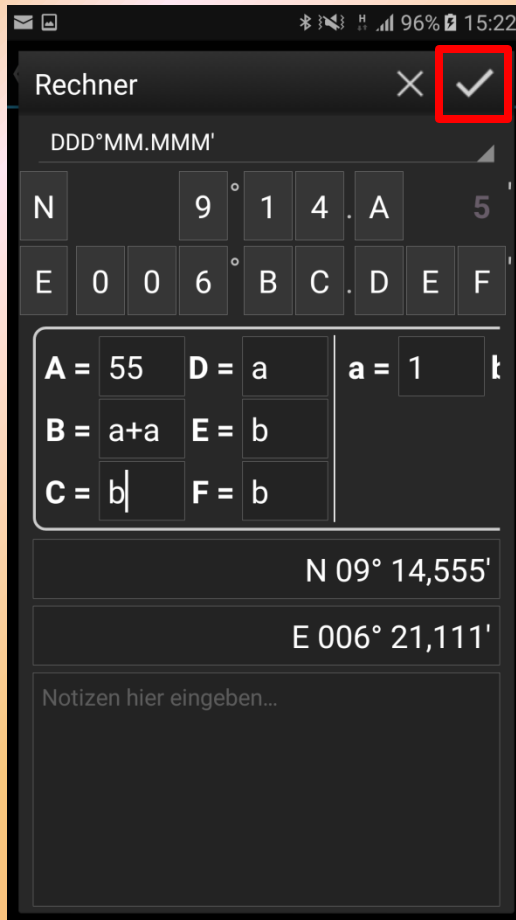 96% 15:22
Rechner
DDD°MM.MMM'
N 9 ° 1 4 . A 5 '
E 0 0 6 ° B C . D E F '
A = 55 D = a a = 1 b
B = a+a E = b
C = b F = b
N 09° 14,555'
E 006° 21,111'
Notizen hier eingeben...